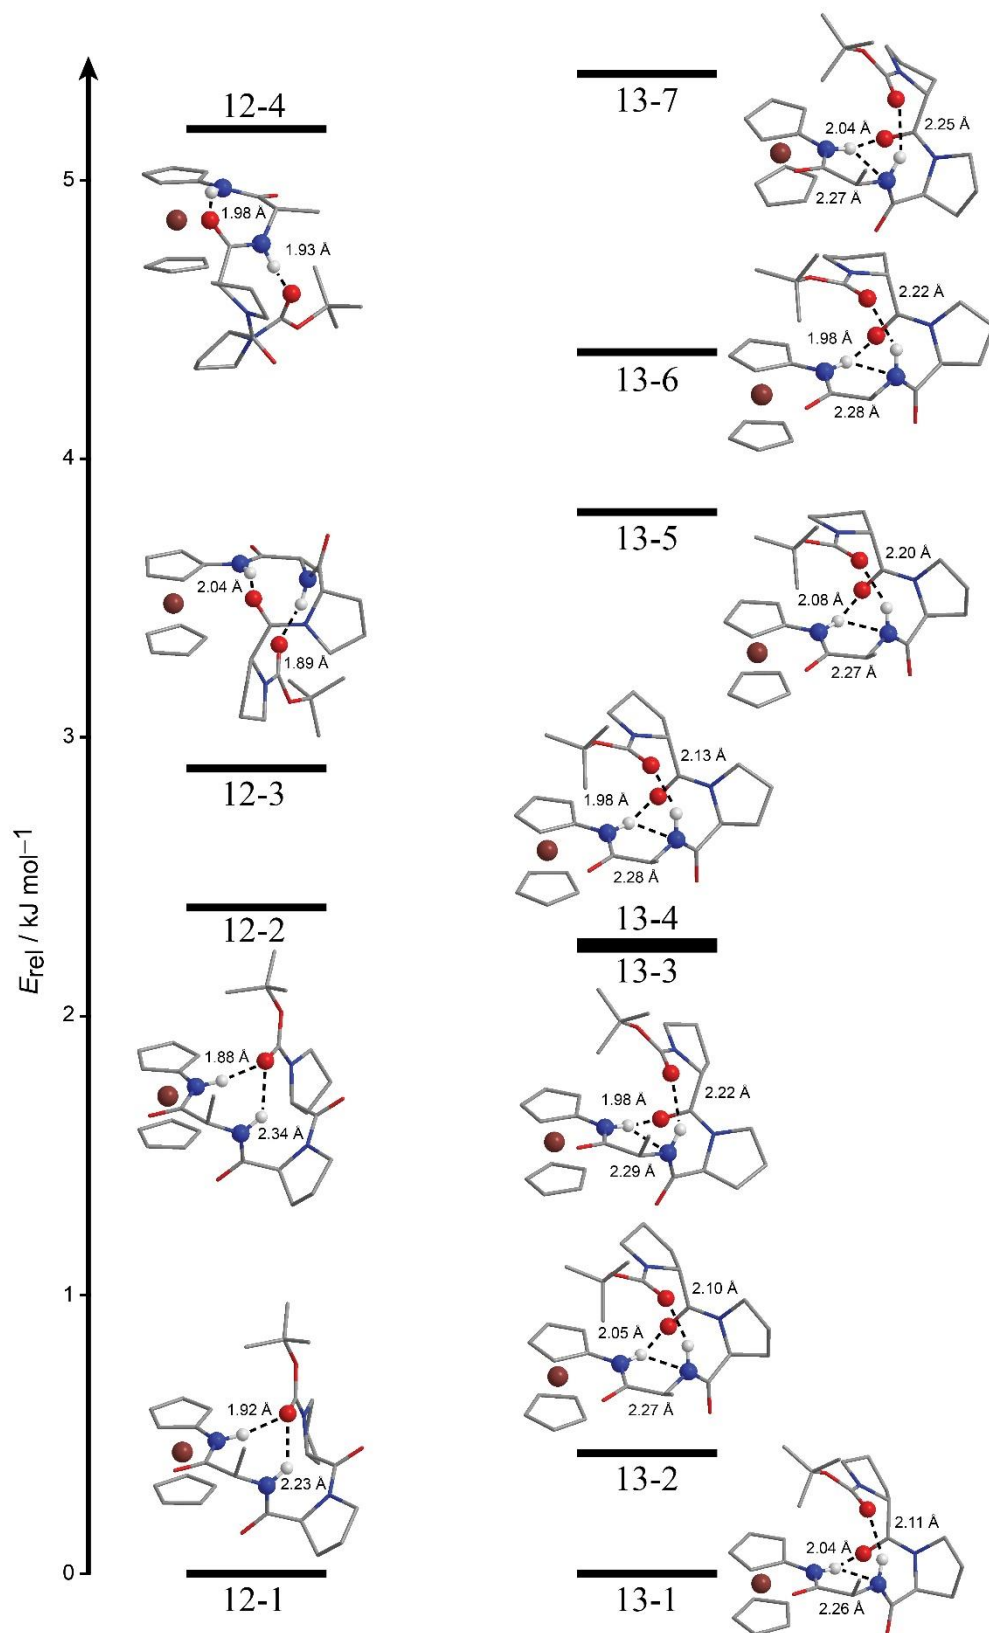 12-4
13-7
2.04 Å
2.25 Å
2.27 Å
5
1.98 Å
1.93 Å
2.22 Å
1.98 Å
13-6
2.28 Å
4
13-5
2.20 Å
2.08 Å
2.27 Å
2.04 Å
1.89 Å
3
12-3
2.13 Å
1.98 Å
2.28 Å
12-2
13-4
13-3
Erel / kJ mol−1
2
1.88 Å
2.34 Å
2.22 Å
1.98 Å
2.29 Å
1
2.10 Å
2.05 Å
2.27 Å
1.92 Å
2.23 Å
13-2
2.11 Å
2.04 Å
2.26 Å
0
12-1
13-1